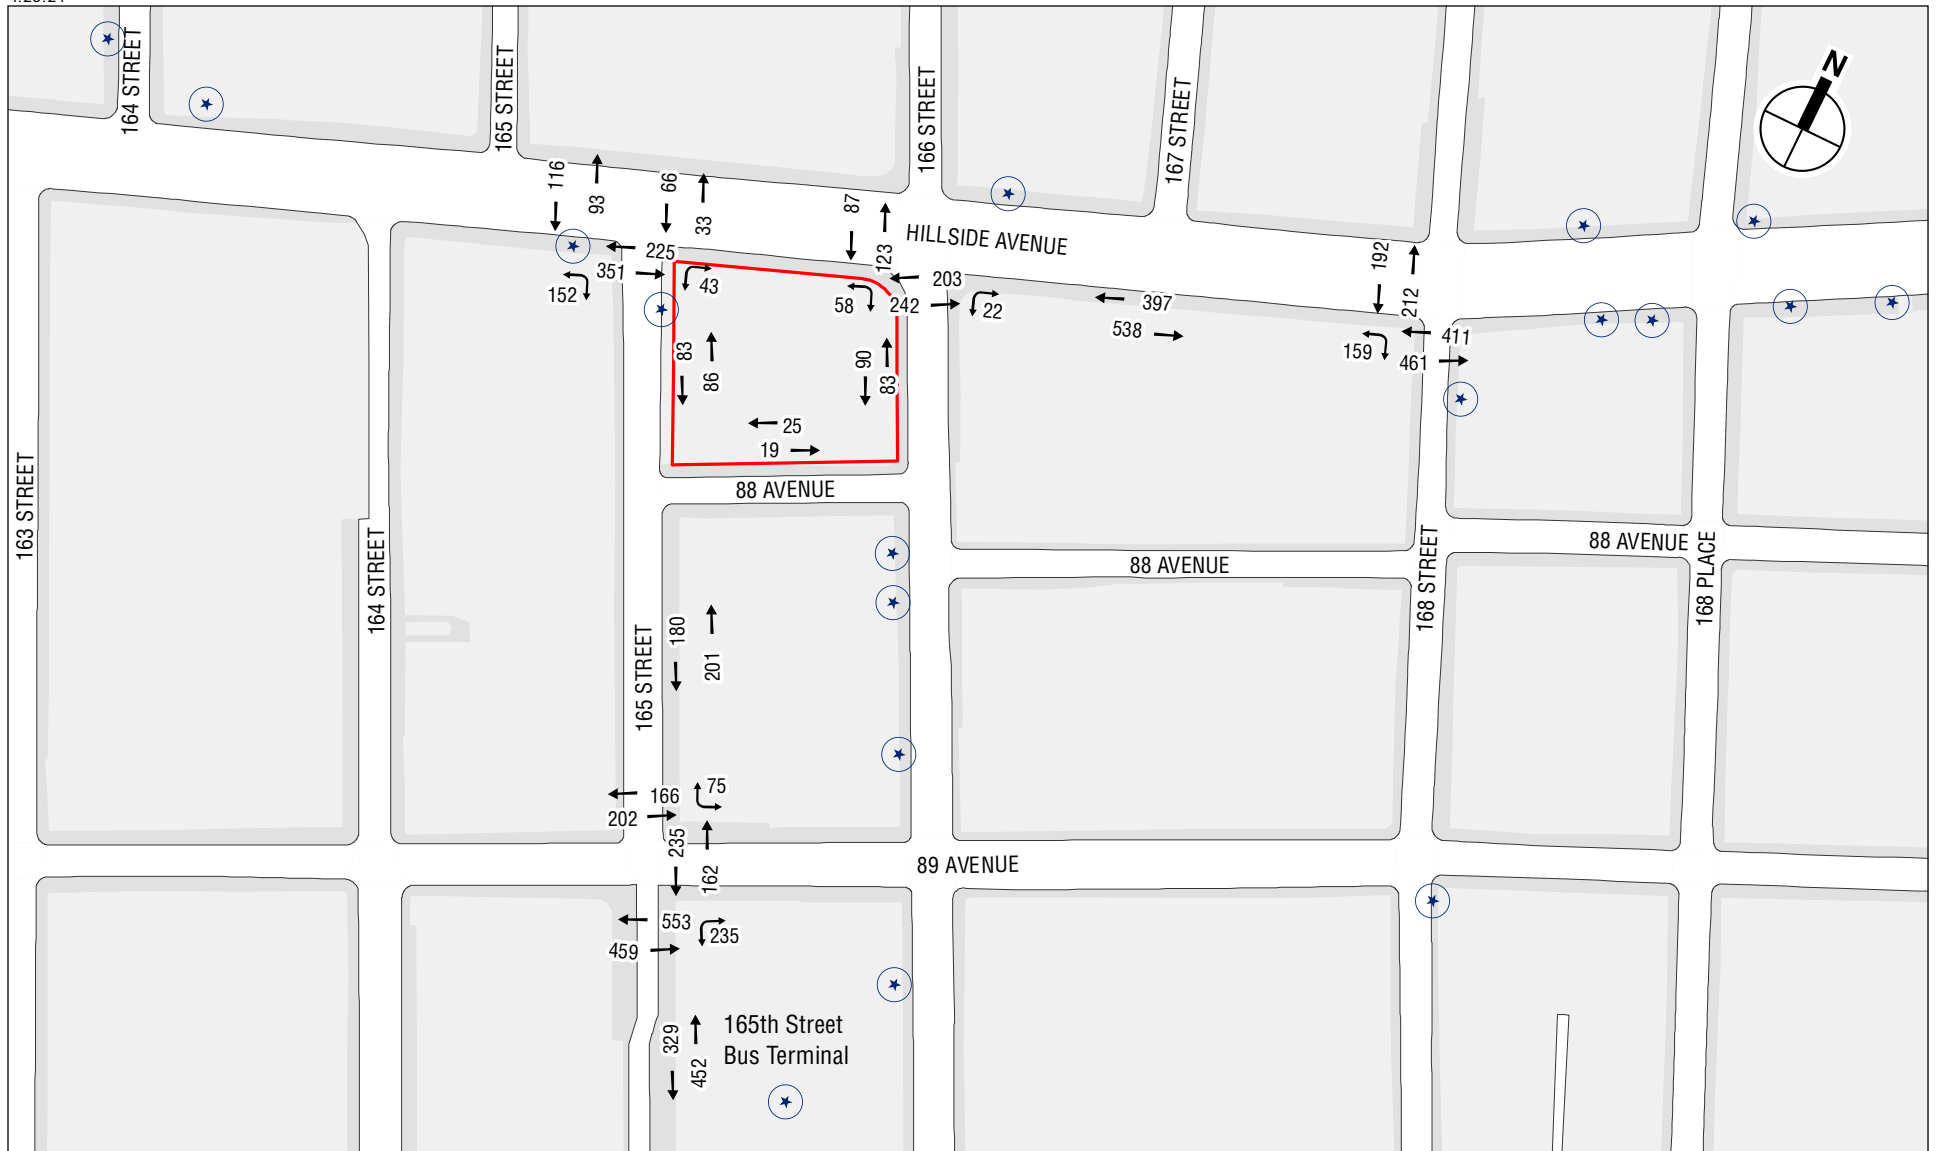 164 STREET
165 STREET
166 STREET
167 STREET
N
116
93
66
33
87
123
HILLSIDE AVENUE
192
212
225
351
152
43
203
242
58
22
397
538
411
159
461
83
86
90
83
25
19
88 AVENUE
163 STREET
164 STREET
165 STREET
88 AVENUE
168 STREET
88 AVENUE
168 PLACE
180
201
75
166
202
235
162
89 AVENUE
553
459
235
329
452
165th Street
Bus Terminal